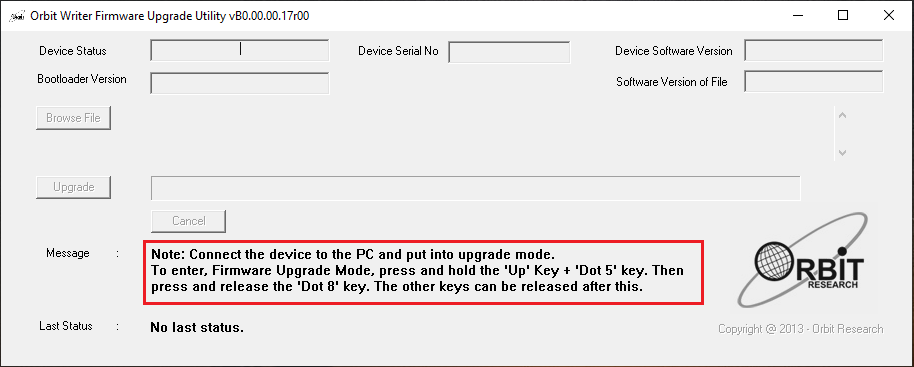 Orbit Writer Firmware Upgrade Utility vB0.00.00.17r00
Device Status
Device Serial No
Device Software Version
Bootloader Version
Software Version of File
Browse File
Upgrade
Cancel
Message :
Note: Connect the device to the PC and put into upgrade mode.
To enter, Firmware Upgrade Mode, press and hold the 'Up' Key + 'Dot 5' key. Then
press and release the 'Dot 8' key. The other keys can be released after this.
ORBIT
RESEARCH
Last Status :
No last status.
Copyright @ 2013 - Orbit Research